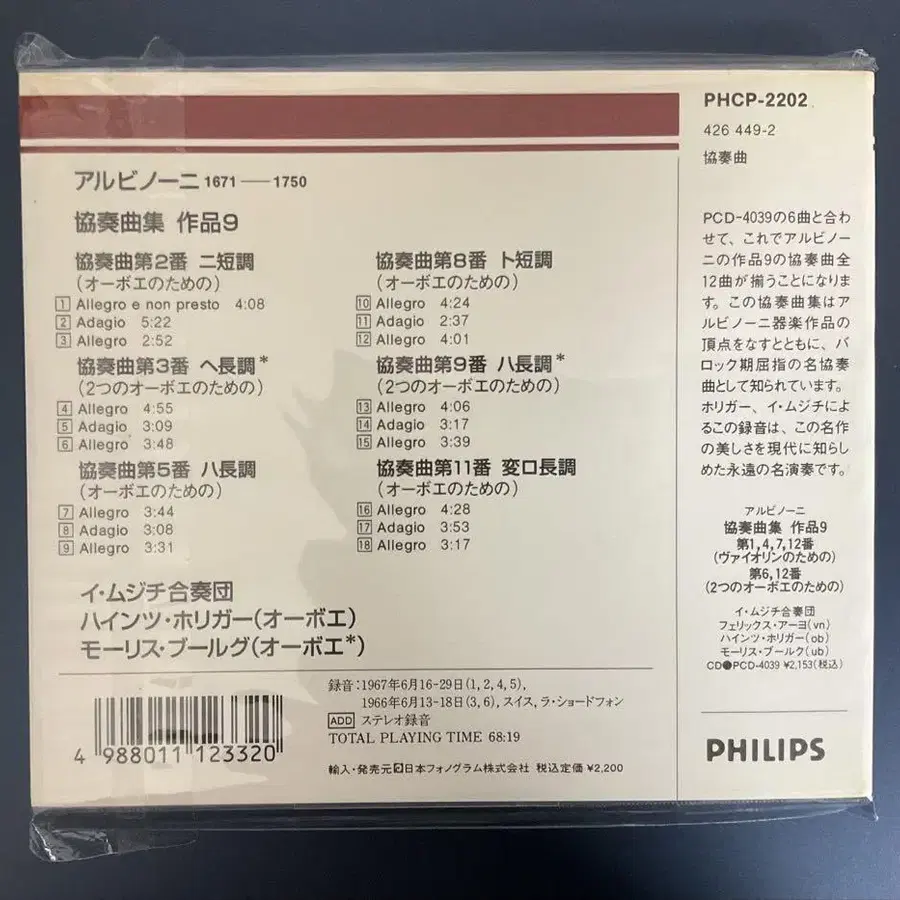 アルビノーニ 1671—1750
協奏曲集 作品9
協奏曲第2番 ニ短調
(オーボエのための)
1 Allegro e non presto 4:08
2 Adagio 5:22
3 Allegro 2:52
協奏曲第3番 ヘ長調*
(2つのオーボエのための)
4 Allegro 4:55
5 Adagio 3:09
6 Allegro 3:48
協奏曲第5番 ハ長調
(オーボエのための)
7 Allegro 3:44
8 Adagio 3:08
9 Allegro 3:31
協奏曲第8番 ト短調
(オーボエのための)
10 Allegro 4:24
11 Adagio 2:37
12 Allegro 4:01
協奏曲第9番 ハ長調*
(2つのオーボエのための)
13 Allegro 4:06
14 Adagio 3:17
15 Allegro 3:39
協奏曲第11番 変ロ長調
(オーボエのための)
16 Allegro 4:28
17 Adagio 3:53
18 Allegro 3:17
イ・ムジチ合奏団
ハインツ・ホリガー(オーボエ)
モーリス・ブールグ(オーボエ*)
録音:1967年6月16-29日(1,2,4,5),
1966年6月13-18日(3,6), スイス, ラ・ショードフォン
ADD ステレオ録音
TOTAL PLAYING TIME 68:19
輸入・発売元 日本フォノグラム株式会社 税込定価 ¥2,200
4 988011 123320
PHCP-2202
426 449-2
協奏曲
PCD-4039の6曲と合わ
せて、これでアルビノー
ニの作品9の協奏曲全
12曲が揃うことになりま
す。この協奏曲集はア
ルビノーニ器楽作品の
頂点をなすとともに、バ
ロック期屈指の名協奏
曲として知られています。
ホリガー、イ・ムジチによ
るこの録音は、この名作
の美しさを現代に知らし
めた永遠の名演奏です。
アルビノーニ
協奏曲集 作品9
第1,4,7,12番
(ヴァイオリンのための)
第6,12番
(2つのオーボエのための)
イ・ムジチ合奏団
フェリックス・アーヨ(vn)
ハインツ・ホリガー(ob)
モーリス・ブールク(ub)
CD●PCD-4039 ¥2,153(税込)
PHILIPS